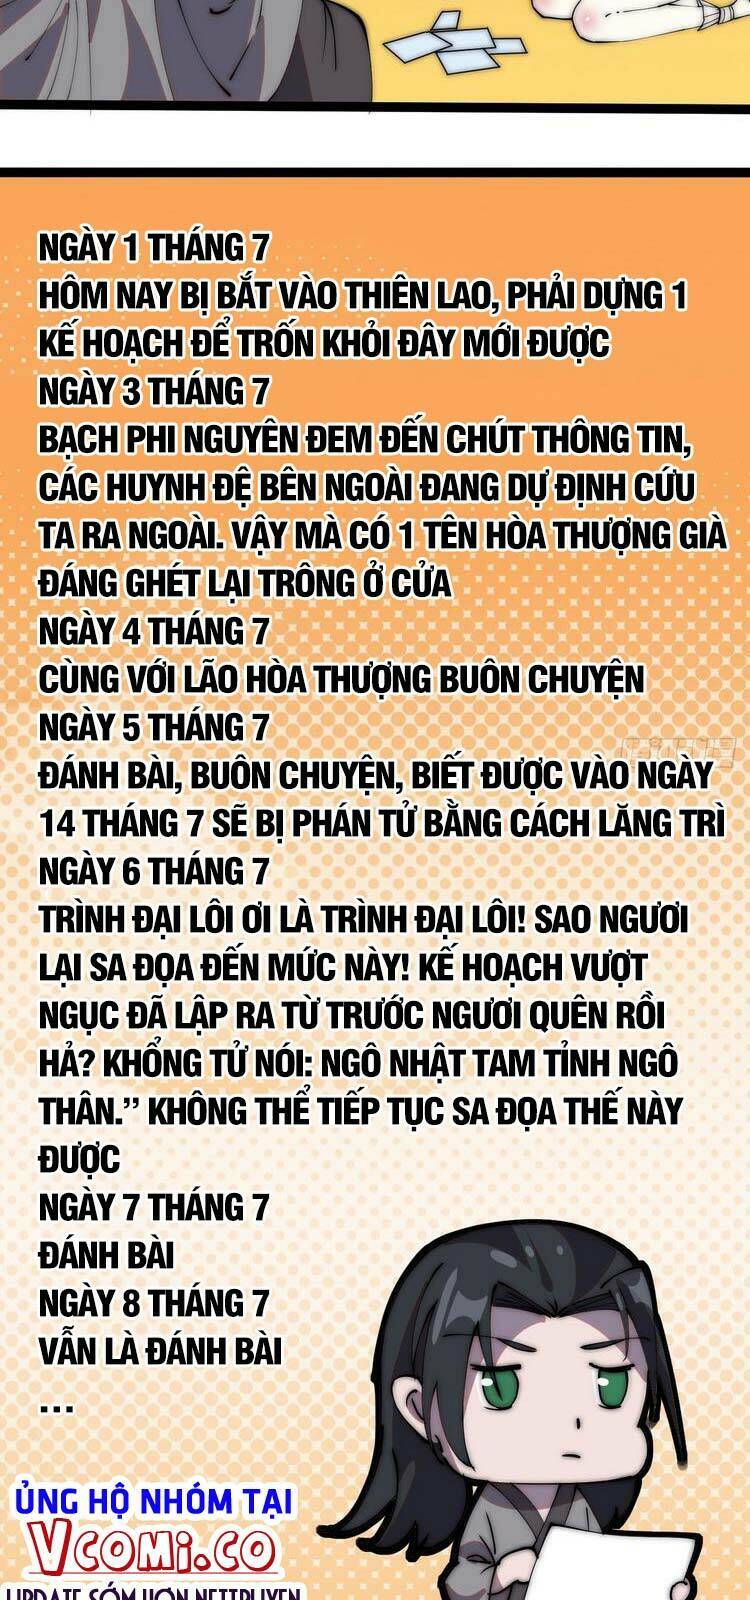 NGÀY 1 THÁNG 7
HÔM NAY BỊ BẮT VÀO THIÊN LAO, PHẢI DỰNG 1
KẾ HOẠCH ĐỂ TRỐN KHỎI ĐÂY MỚI ĐƯỢC
NGÀY 3 THÁNG 7
BẠCH PHI NGUYÊN ĐEM ĐẾN CHÚT THÔNG TIN,
CÁC HUYNH ĐỆ BÊN NGOÀI ĐANG DỰ ĐỊNH CỨU
TA RA NGOÀI. VẬY MÀ CÓ 1 TÊN HÒA THƯỢNG GIÀ
ĐÁNG GHÉT LẠI TRÔNG Ở CỬA
NGÀY 4 THÁNG 7
CÙNG VỚI LÃO HÒA THƯỢNG BUÔN CHUYỆN
NGÀY 5 THÁNG 7
ĐÁNH BÀI, BUÔN CHUYỆN, BIẾT ĐƯỢC VÀO NGÀY
14 THÁNG 7 SẼ BỊ PHÁN TỬ BẰNG CÁCH LĂNG TRÌ
NGÀY 6 THÁNG 7
TRÌNH ĐẠI LÔI ƠI LÀ TRÌNH ĐẠI LÔI! SAO NGƯƠI
LẠI SA ĐỌA ĐẾN MỨC NÀY! KẾ HOẠCH VƯỢT
NGỤC ĐÃ LẬP RA TỪ TRƯỚC NGƯƠI QUÊN RỒI
HẢ? KHỔNG TỬ NÓI: NGÔ NHẬT TAM TỈNH NGÔ
THÂN.” KHÔNG THỂ TIẾP TỤC SA ĐỌA THẾ NÀY
ĐƯỢC
NGÀY 7 THÁNG 7
ĐÁNH BÀI
NGÀY 8 THÁNG 7
VẪN LÀ ĐÁNH BÀI
...
ỦNG HỘ NHÓM TẠI
VCOMI.CO
UPDATE SỚM HƠN NETTRUYEN